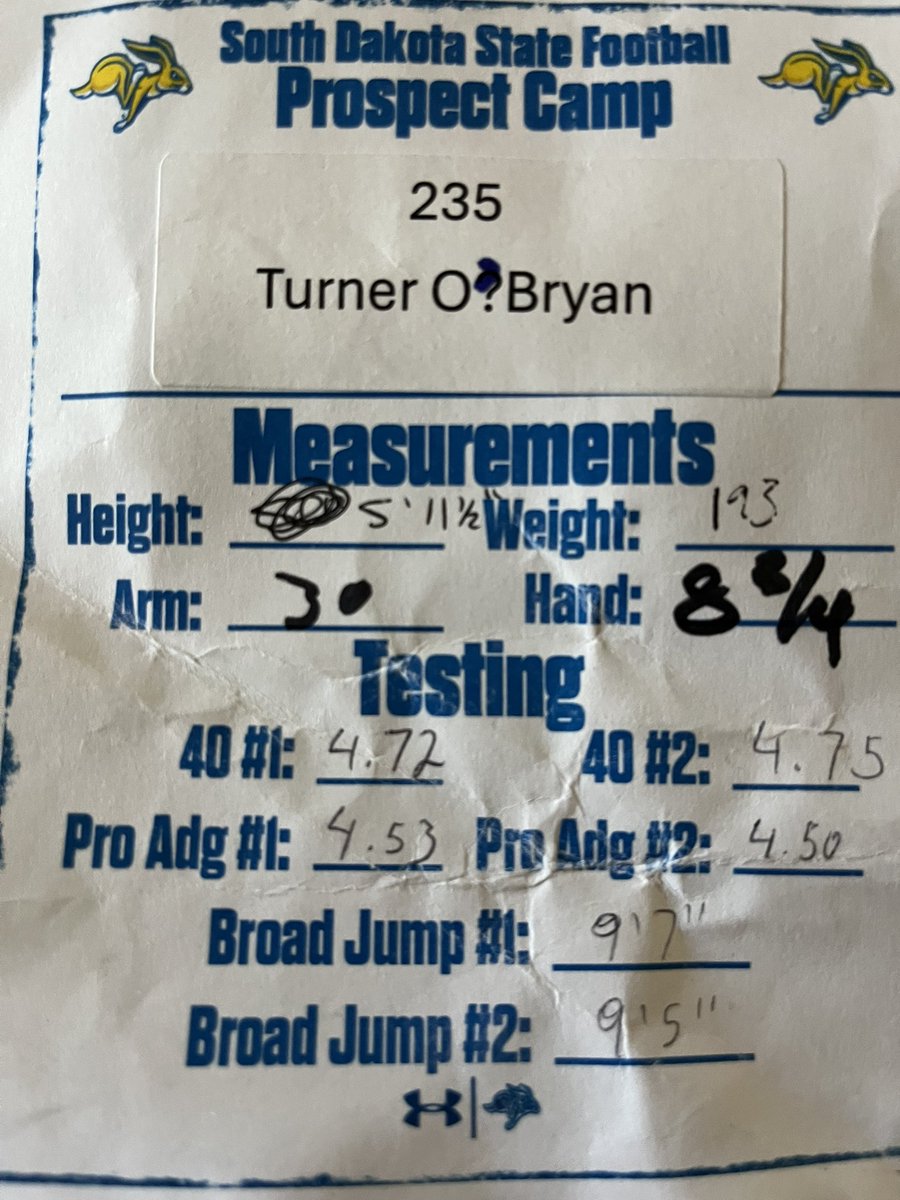 South Dakota State Football
Prospect Camp
235
Turner O?Bryan
Measurements
Height: 5'11½" Weight: 193
Arm: 30 Hand: 8 3/4
Testing
40 #1: 4.72 40 #2: 4.75
Pro Adg #1: 4.53 Pro Adg #2: 4.50
Broad Jump #1: 9'7"
Broad Jump #2: 9'5"